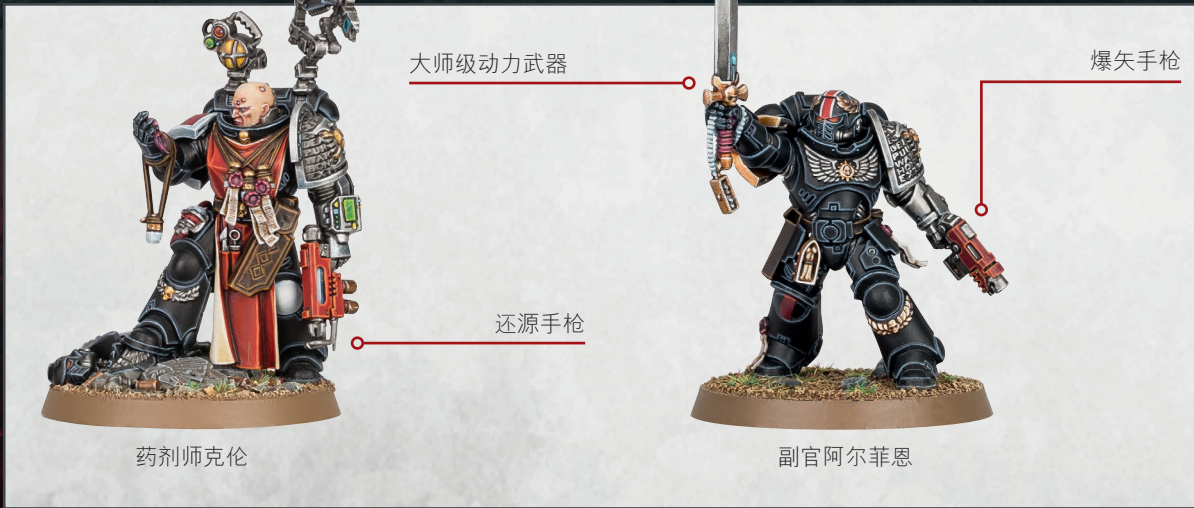 大师级动力武器
爆矢手枪
还源手枪
药剂师克伦
副官阿尔菲恩